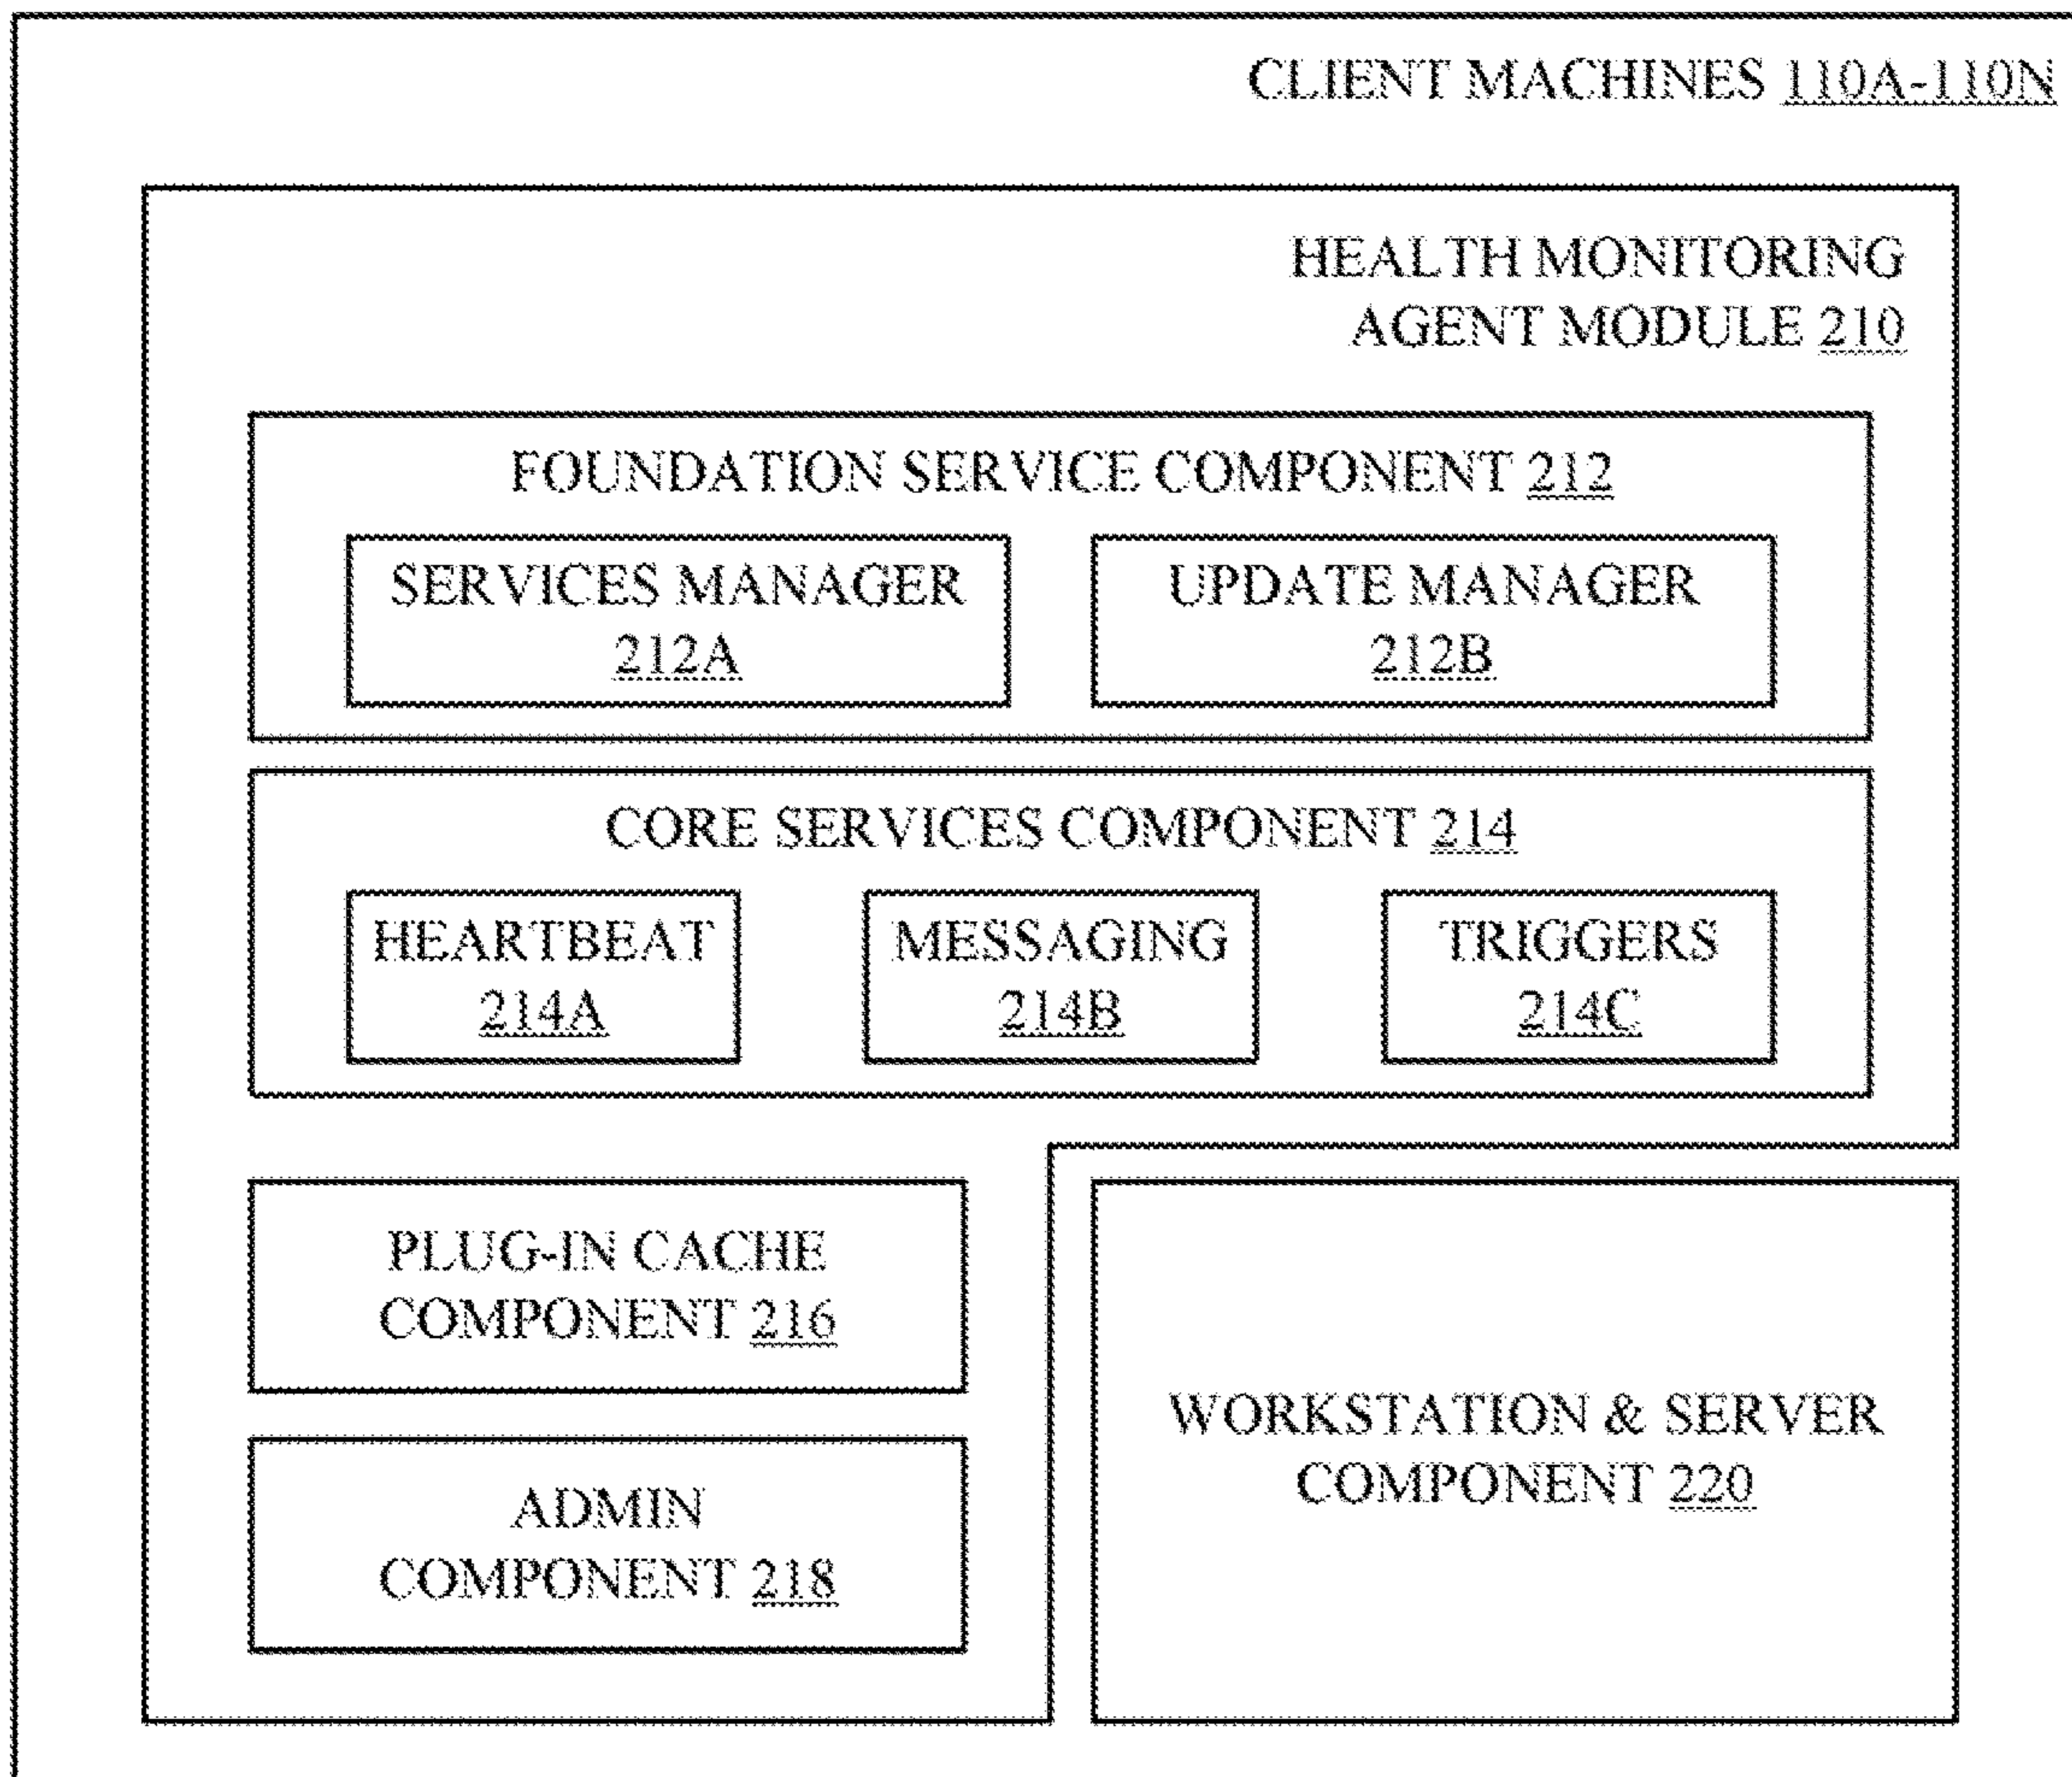 CLIENT MACHINES 110A-110N
HEALTH MONITORING
AGENT MODULE 210
FOUNDATION SERVICE COMPONENT 212
SERVICES MANAGER
212A
UPDATE MANAGER
212B
CORE SERVICES COMPONENT 214
HEARTBEAT
214A
MESSAGING
214B
TRIGGERS
214C
PLUG-IN CACHE
COMPONENT 216
ADMIN
COMPONENT 218
WORKSTATION & SERVER
COMPONENT 220